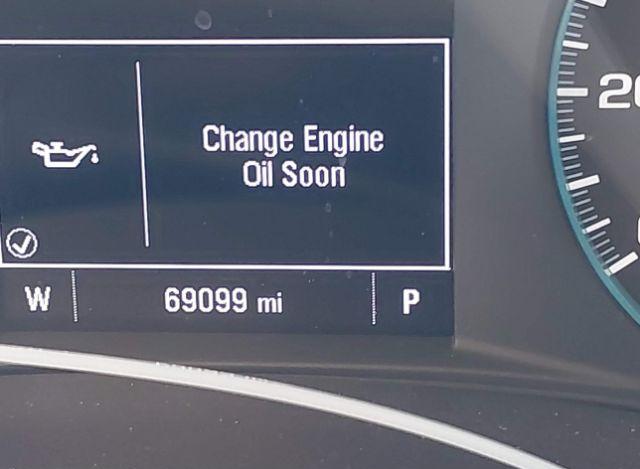 Change Engine
Oil Soon
W 69099 mi P